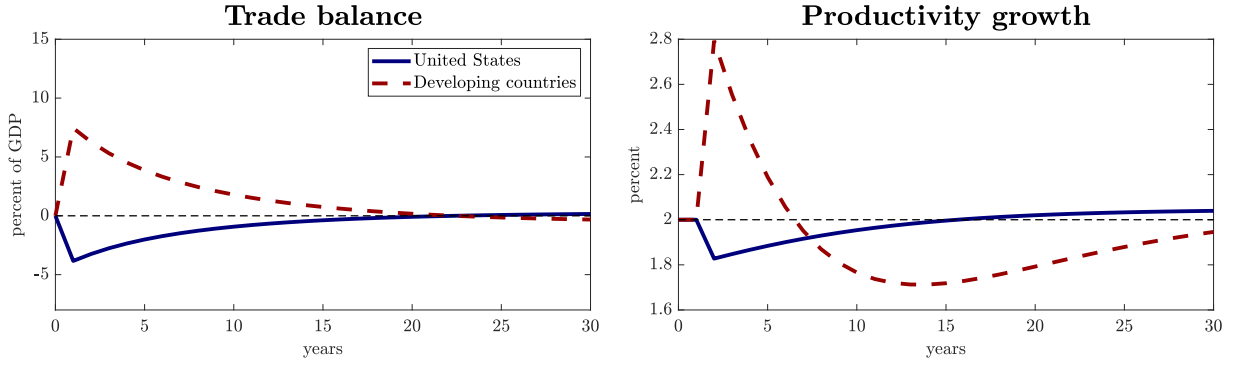 Trade balance
15
10
5
0
-5
percent of GDP
United States
Developing countries
0 5 10 15 20 25 30
years
Productivity growth
2.8
2.6
2.4
2.2
2
1.8
1.6
percent
0 5 10 15 20 25 30
years